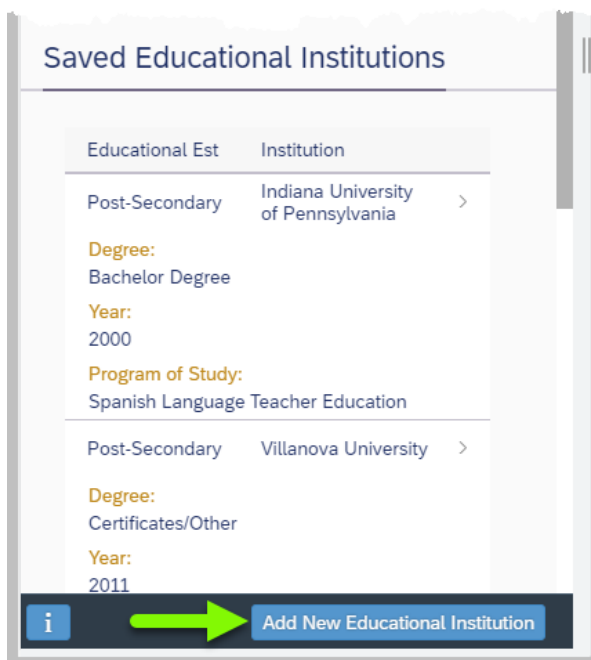 Saved Educational Institutions
Educational Est Institution
Post-Secondary Indiana University
of Pennsylvania
Degree:
Bachelor Degree
Year:
2000
Program of Study:
Spanish Language Teacher Education
Post-Secondary Villanova University
Degree:
Certificates/Other
Year:
2011
i Add New Educational Institution